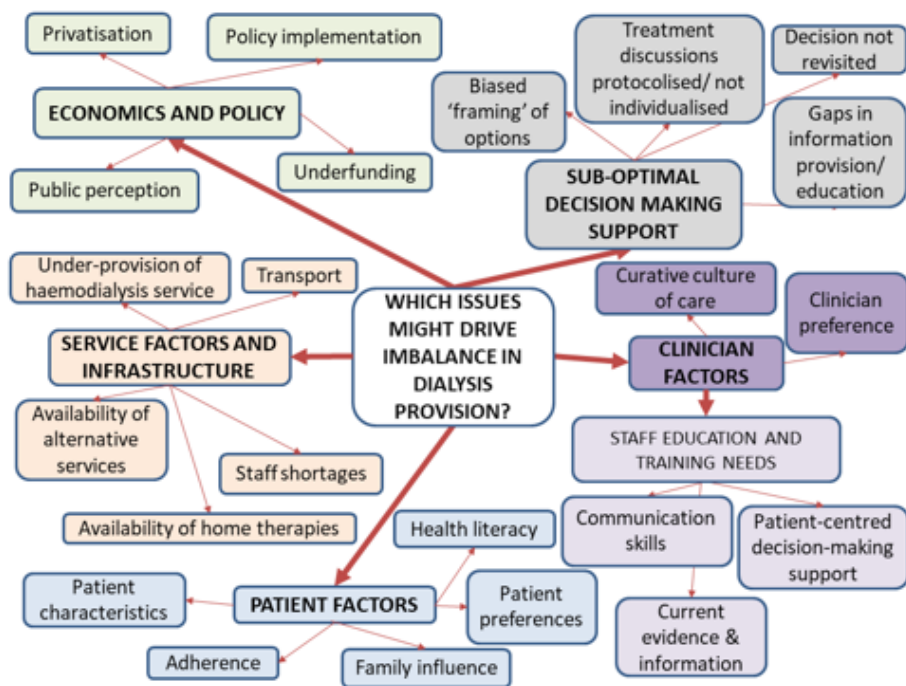 Privatisation
Policy implementation
ECONOMICS AND POLICY
Public perception
Underfunding
Biased
‘framing’ of
options
Treatment
discussions
protocolised/ not
individualised
Decision not
revisited
Gaps in
information
provision/
education
SUB-OPTIMAL
DECISION MAKING
SUPPORT
Under-provision of
haemodialysis service
Transport
SERVICE FACTORS AND
INFRASTRUCTURE
Availability of
alternative
services
Staff shortages
Availability of home therapies
WHICH ISSUES
MIGHT DRIVE
IMBALANCE IN
DIALYSIS
PROVISION?
Curative culture
of care
Clinician
preference
CLINICIAN
FACTORS
STAFF EDUCATION AND
TRAINING NEEDS
Communication
skills
Patient-centred
decision-making
support
Current
evidence &
information
Health literacy
Patient
characteristics
PATIENT FACTORS
Patient
preferences
Adherence
Family influence